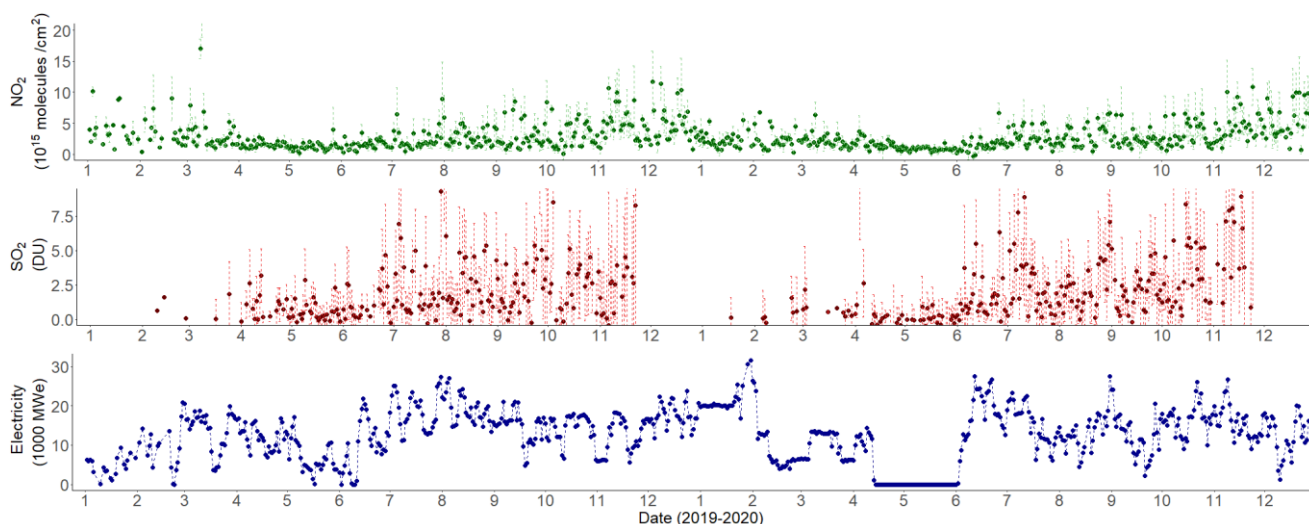 NO₂
(10¹⁵ molecules /cm²)
20
15
10
5
0
1 2 3 4 5 6 7 8 9 10 11 12 1 2 3 4 5 6 7 8 9 10 11 12
SO₂
(DU)
7.5
5.0
2.5
0.0
1 2 3 4 5 6 7 8 9 10 11 12 1 2 3 4 5 6 7 8 9 10 11 12
Electricity
(1000 MWe)
30
20
10
0
1 2 3 4 5 6 7 8 9 10 11 12 1 2 3 4 5 6 7 8 9 10 11 12
Date (2019-2020)